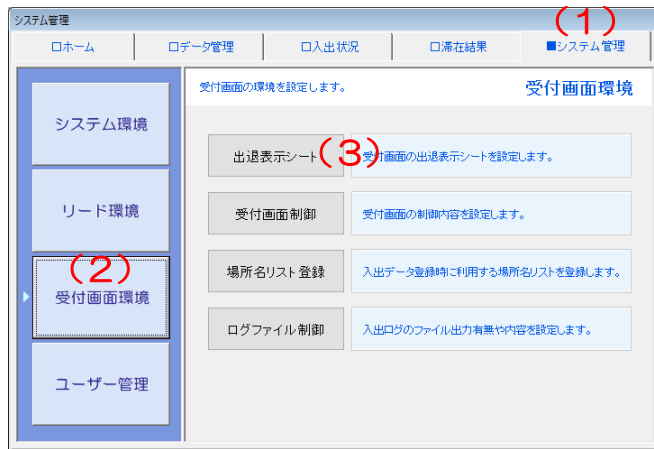 システム管理
(1)
□ホーム □データ管理 □入出状況 □滞在結果 ■システム管理
受付画面の環境を設定します。 受付画面環境
システム環境
出退表示シート (3) 受付画面の出退表示シートを設定します。
リード環境
受付画面制御 受付画面の制御内容を設定します。
(2)
受付画面環境
場所名リスト登録 入出データ登録時に利用する場所名リストを登録します。
ログファイル制御 入出ログのファイル出力有無や内容を設定します。
ユーザー管理